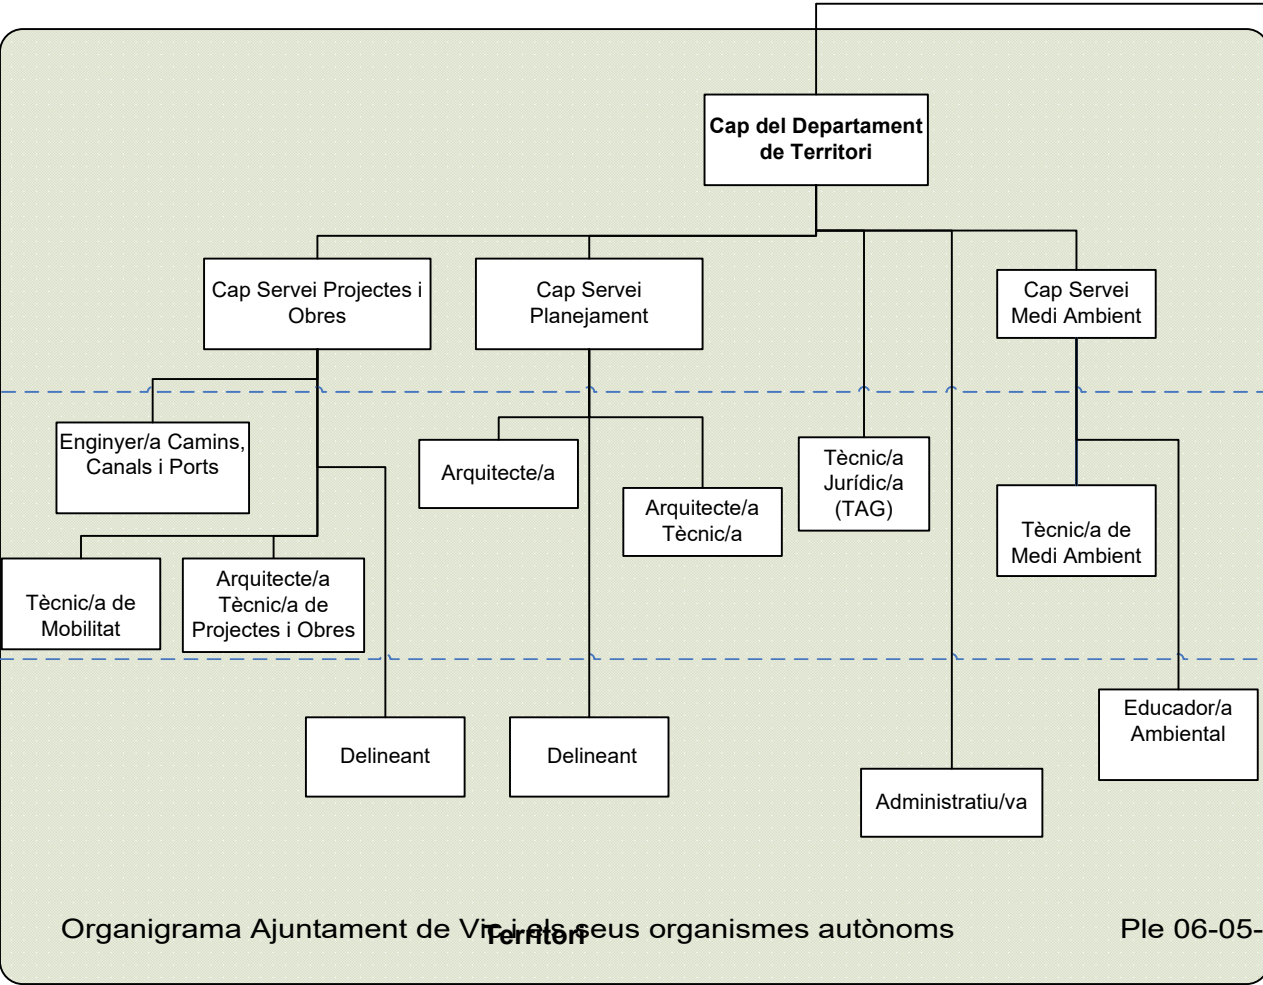 Cap del Departament
de Territori
Cap Servei Projectes i
Obres
Cap Servei
Planejament
Cap Servei
Medi Ambient
Enginyer/a Camins,
Canals i Ports
Arquitecte/a
Arquitecte/a
Tècnic/a
Tècnic/a
Jurídic/a
(TAG)
Tècnic/a de
Medi Ambient
Tècnic/a de
Mobilitat
Arquitecte/a
Tècnic/a de
Projectes i Obres
Delineant
Delineant
Administratiu/va
Educador/a
Ambiental
Organigrama Ajuntament de Vic i els seus organismes autònoms
Territori
Ple 06-05-